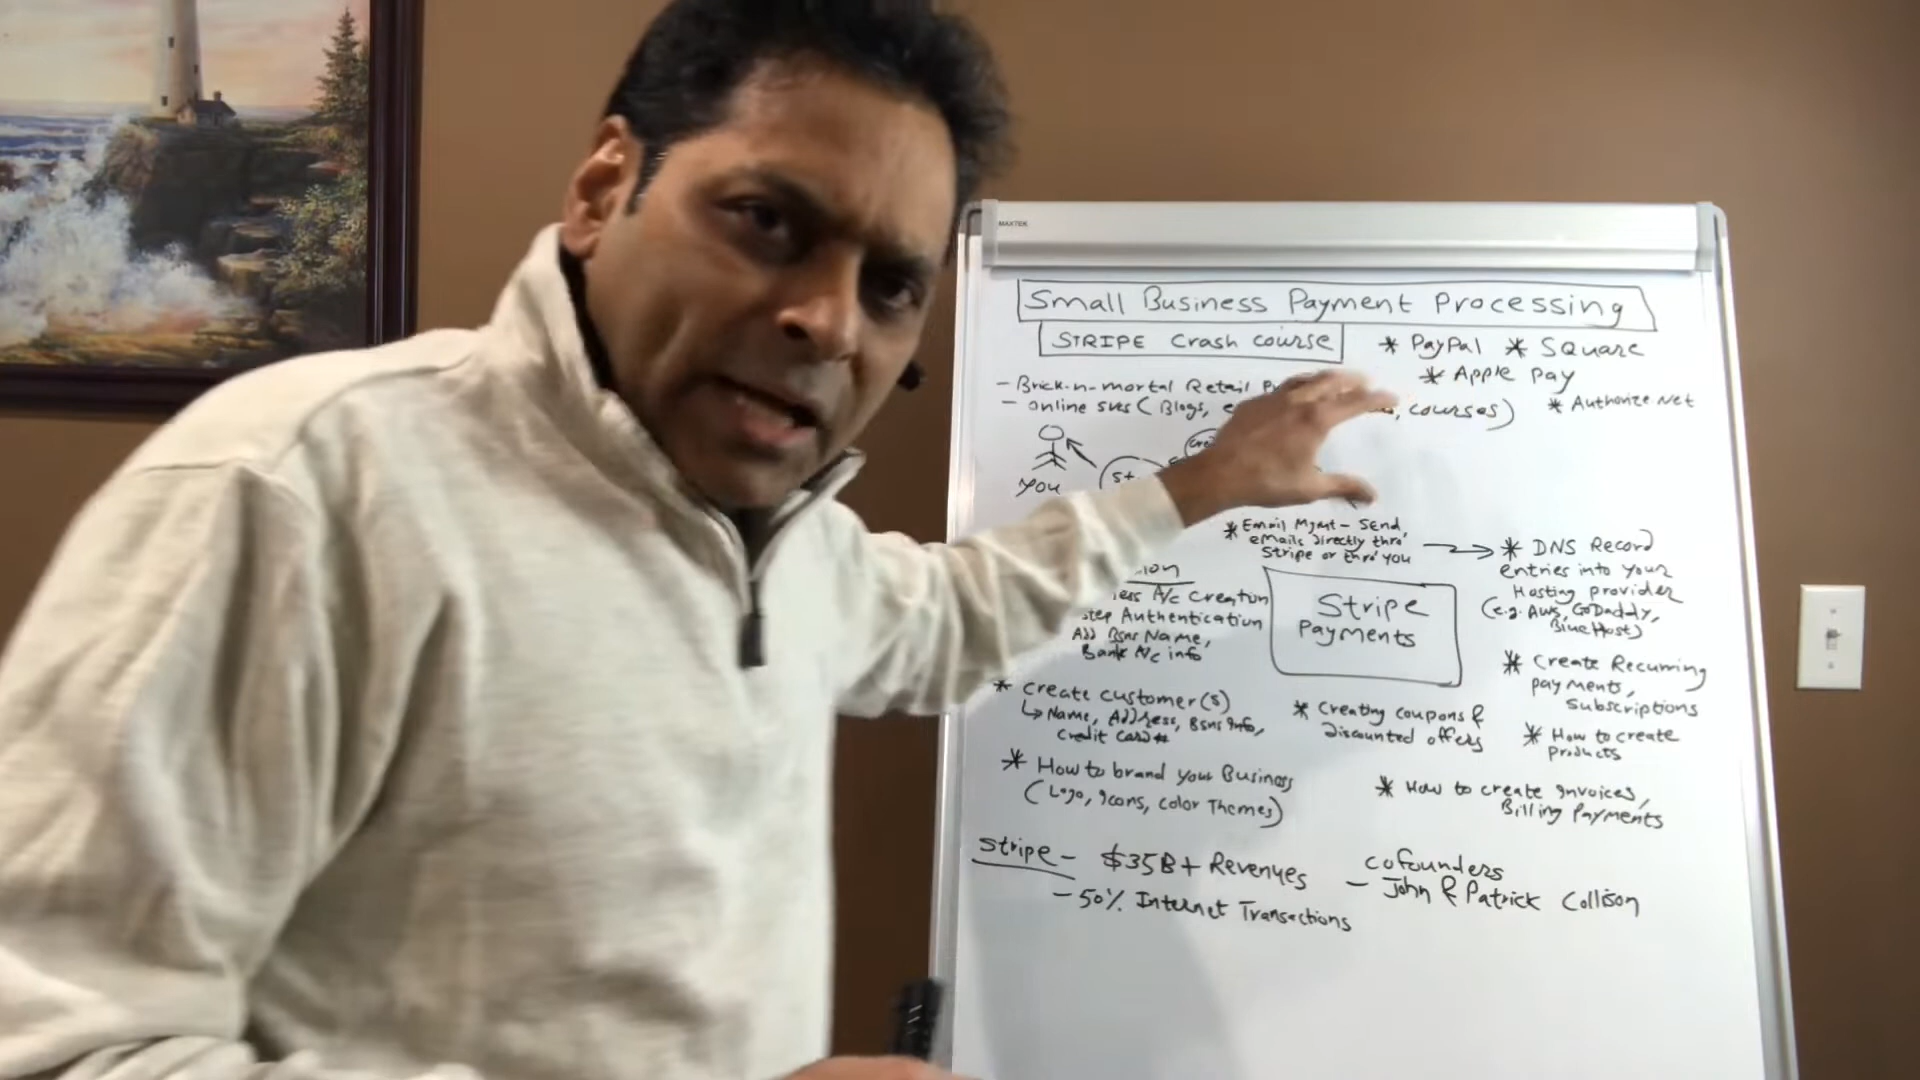 MAXTEK
Small Business Payment Processing
STRIPE Crash course
* PayPal * Square
* Apple Pay
* Authorize Net
- Brick-n-mortal Retail
- online svs ( Blogs, courses)
You
* Email Mgmt - Send
emails directly thro'
Stripe or thro' you
* DNS Record
entries into your
Hosting provider
(e.g. AWS, GoDaddy,
BlueHost)
A/c Creation
Authentication
Add Bsns Name,
Bank A/c info
Stripe
Payments
* Create customer(s)
Name, Address, Bsns Info,
Credit Card #
* Create Recurring
payments,
subscriptions
* Creating coupons &
discounted offers
* How to create
products
* How to brand your Business
(Logo, Icons, Color Themes)
* How to create Invoices,
Billing Payments
Stripe - $35B+ Revenues
- 50% Internet Transactions
cofounders
- John & Patrick Collison